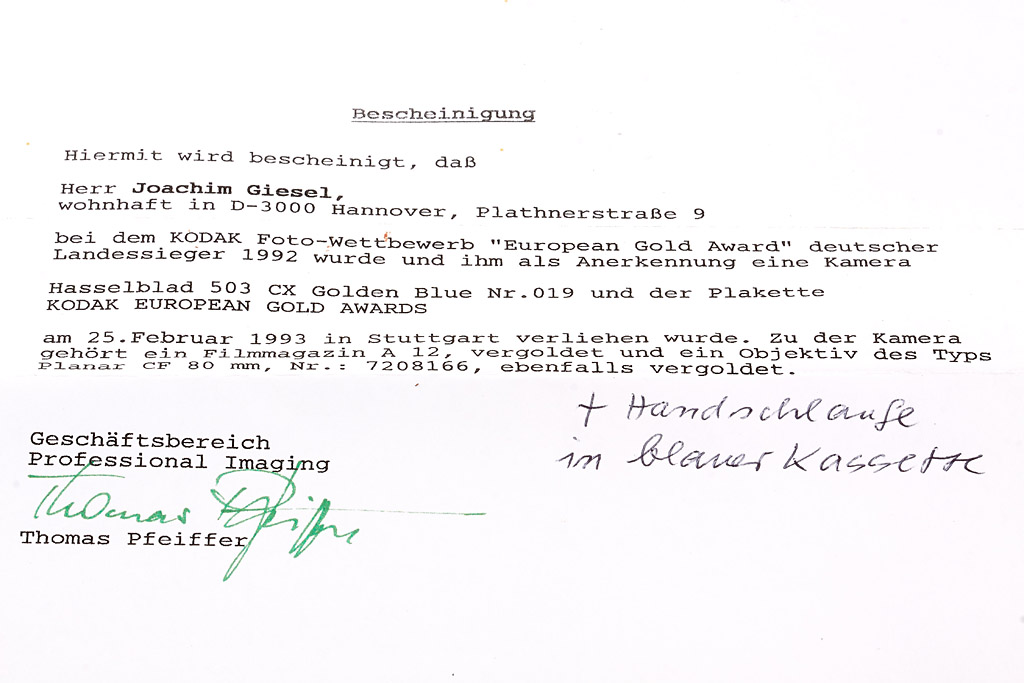 Bescheinigung
Hiermit wird bescheinigt, daß
Herr Joachim Giesel,
wohnhaft in D-3000 Hannover, Plathnerstraße 9
bei dem KODAK Foto-Wettbewerb "European Gold Award" deutscher
Landessieger 1992 wurde und ihm als Anerkennung eine Kamera
Hasselblad 503 CX Golden Blue Nr.019 und der Plakette
KODAK EUROPEAN GOLD AWARDS
am 25.Februar 1993 in Stuttgart verliehen wurde. Zu der Kamera
gehört ein Filmmagazin A 12, vergoldet und ein Objektiv des Typs
Planar CF 80 mm, Nr.: 7208166, ebenfalls vergoldet.
+ Handschlaufe
in blauer Kassette
Geschäftsbereich
Professional Imaging
Thomas Pfeiffer
Thomas Pfeiffer